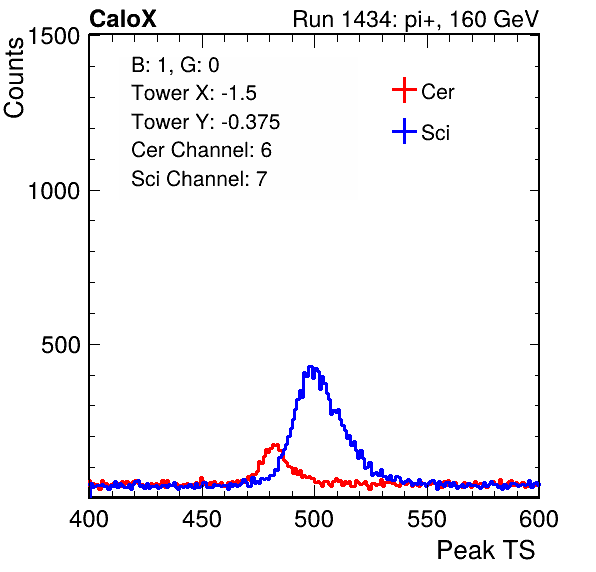 CaloX Run 1434: pi+, 160 GeV
Counts
1500
1000
500
B: 1, G: 0
Tower X: -1.5
Tower Y: -0.375
Cer Channel: 6
Sci Channel: 7
Cer
Sci
400 450 500 550 600
Peak TS